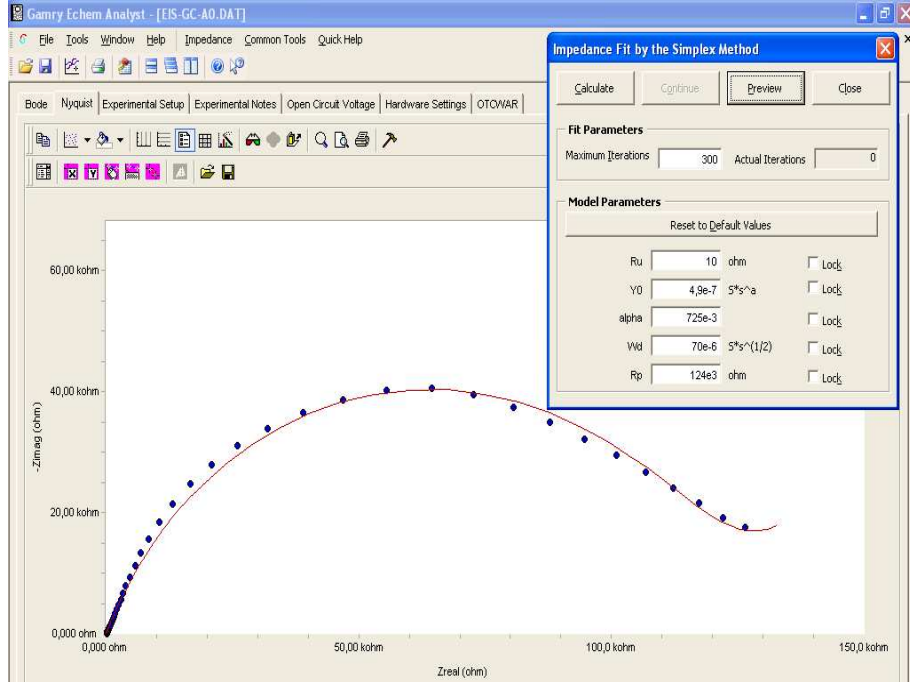 Gamry Echem Analyst - [EIS-GC-A0.DAT]
File Tools Window Help Impedance Common Tools Quick Help
Bode Nyquist Experimental Setup Experimental Notes Open Circuit Voltage Hardware Settings OTOWAR
Impedance Fit by the Simplex Method
Calculate Continue Preview Close
Fit Parameters
Maximum Iterations 300 Actual Iterations 0
Model Parameters
Reset to Default Values
Ru 10 ohm Lock
Y0 4,9e-7 S*s^a Lock
alpha 725e-3 Lock
Wd 70e-6 S*s^(1/2) Lock
Rp 124e3 ohm Lock
60,00 kohm
40,00 kohm
20,00 kohm
0,000 ohm
-Zimag (ohm)
0,000 ohm 50,00 kohm 100,0 kohm 150,0 kohm
Zreal (ohm)